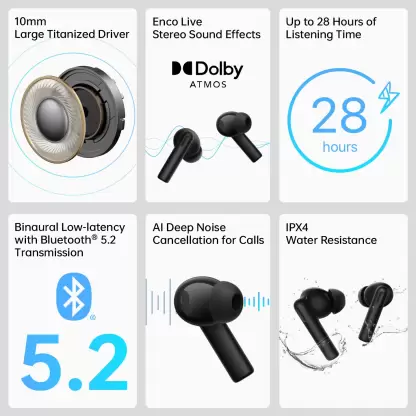 10mm
Large Titanized Driver
Enco Live
Stereo Sound Effects
Dolby
ATMOS
Up to 28 Hours of
Listening Time
28
hours
Binaural Low-latency
with Bluetooth® 5.2
Transmission
®
5.2
AI Deep Noise
Cancellation for Calls
IPX4
Water Resistance